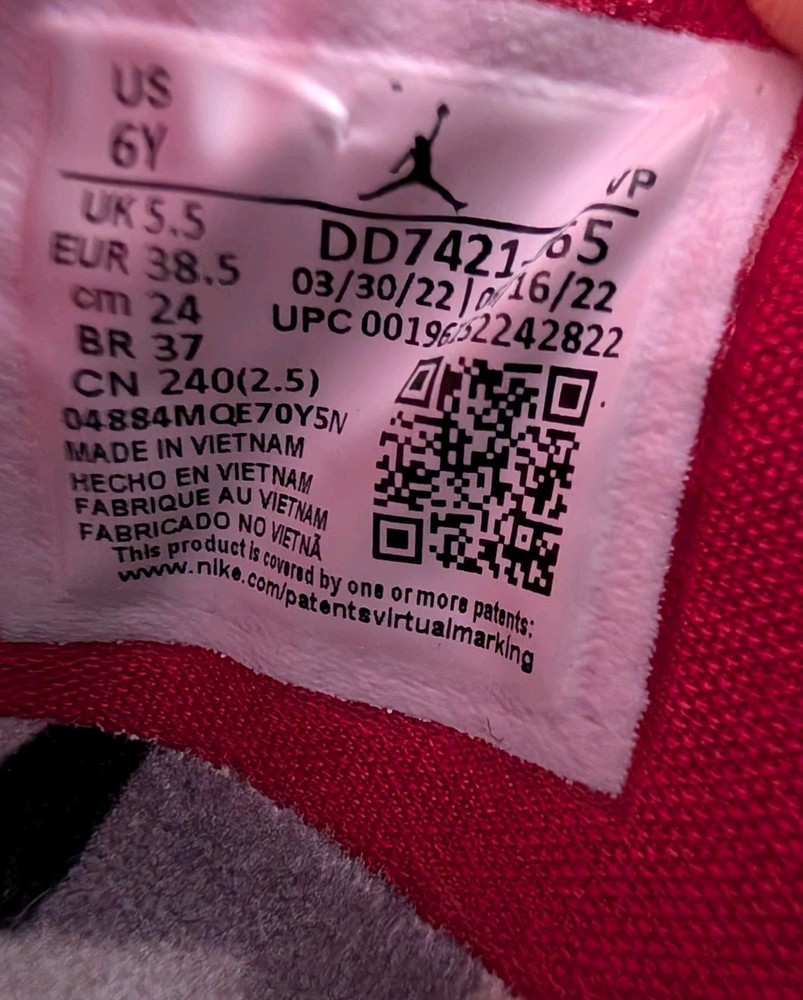 US
6Y
VP
UK 5.5
EUR 38.5
cm 24
BR 37
CN 240(2.5)
04884MQE70Y5N
MADE IN VIETNAM
HECHO EN VIETNAM
FABRIQUE AU VIETNAM
FABRICADO NO VIETNÃ
03/30/22
UPC
This product is covered by one or more patents:
www.nike.com/patentsvirtualmarking